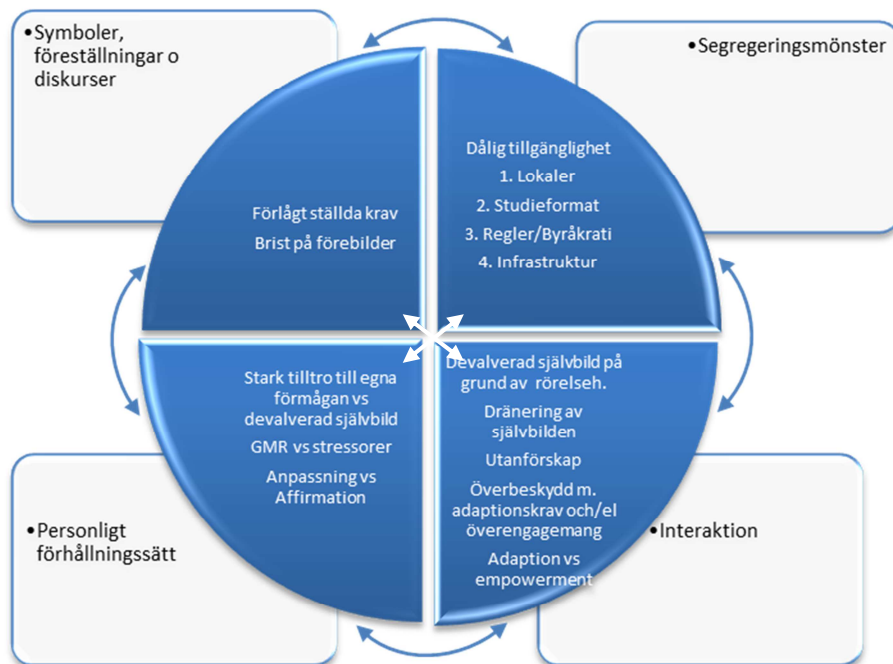 •Symboler,
föreställningar o
diskurser
•Segregeringsmönster
Förlågt ställda krav
Brist på förebilder
Dålig tillgänglighet
1. Lokaler
2. Studieformat
3. Regler/Byråkrati
4. Infrastruktur
Stark tilltro till egna
förmågan vs
devalverad självbild
GMR vs stressorer
Anpassning vs
Affirmation
Devalverad självbild på
grund av rörelseh.
Dränering av
självbilden
Utanförskap
Överbeskydd m.
adaptionskrav och/el
överengagemang
Adaption vs
empowerment
•Personligt
förhållningssätt
•Interaktion